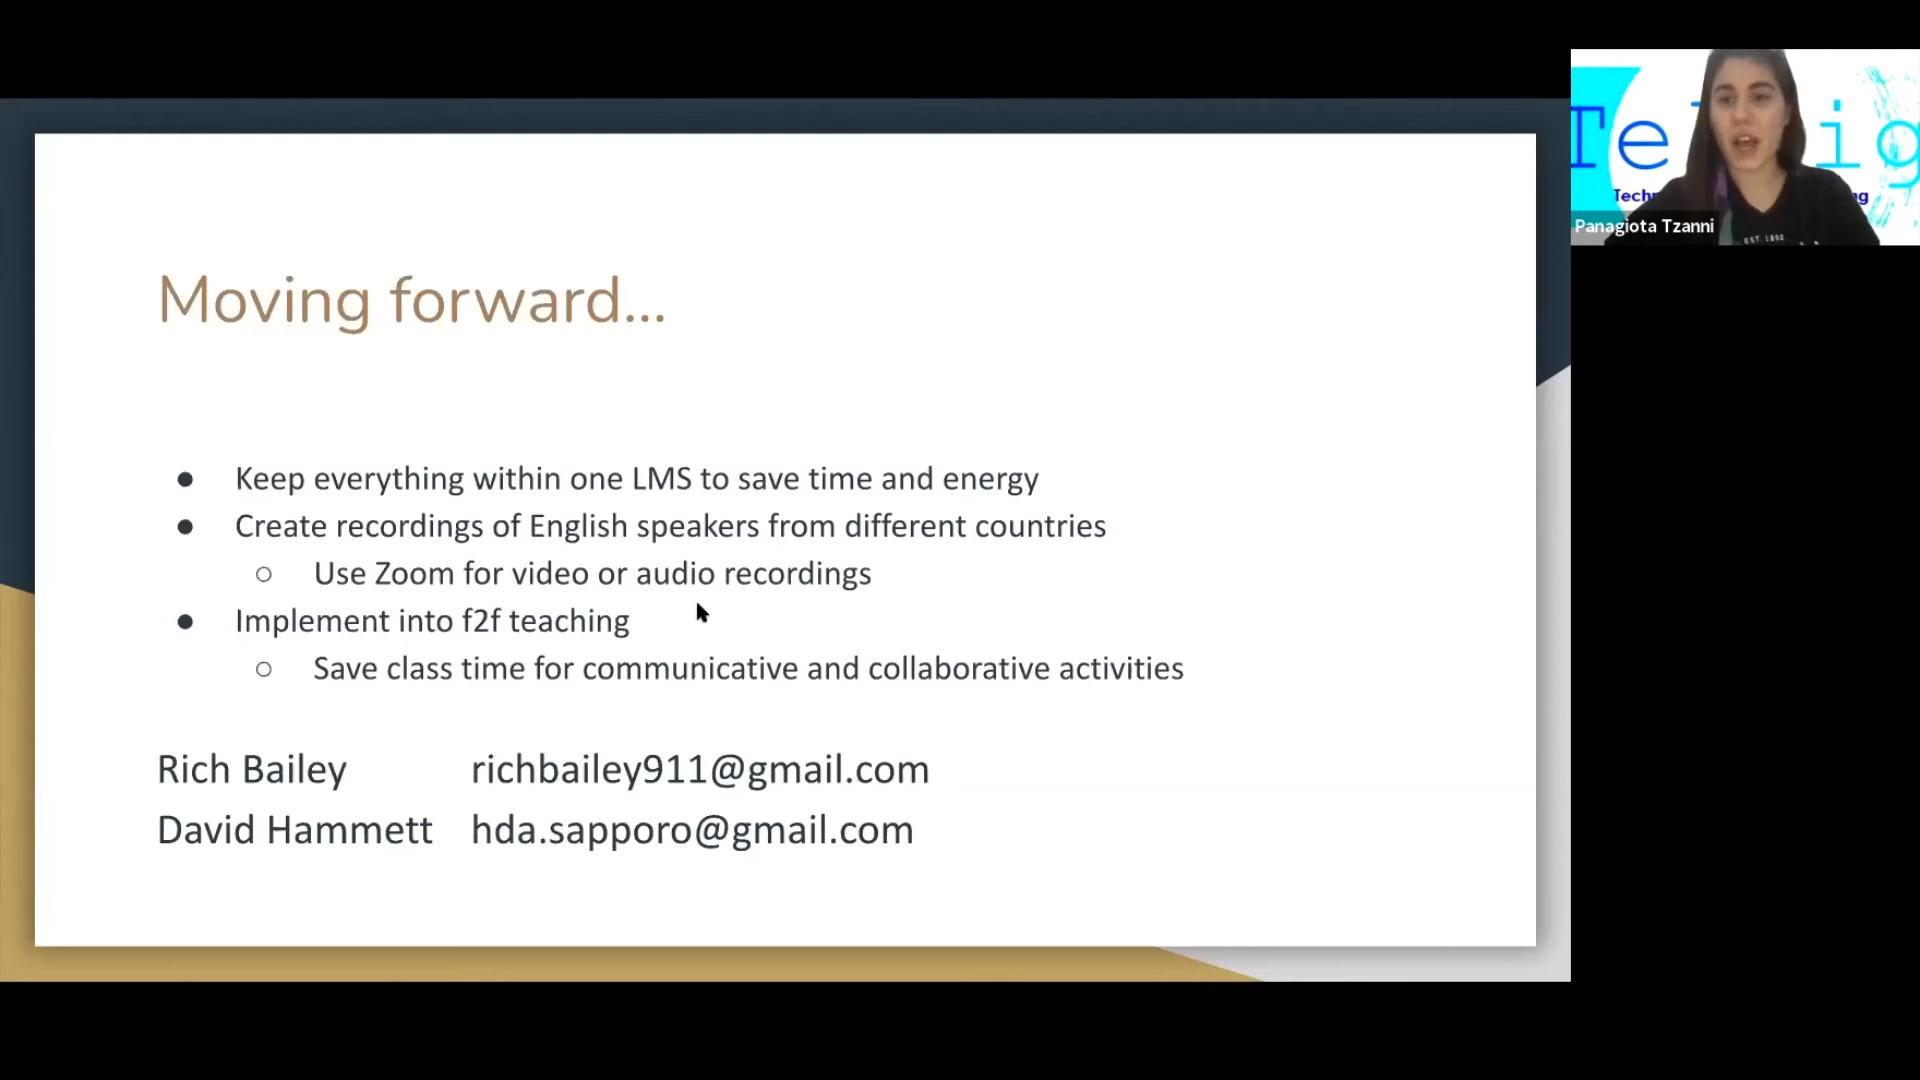 Moving forward...
● Keep everything within one LMS to save time and energy
● Create recordings of English speakers from different countries
○ Use Zoom for video or audio recordings
● Implement into f2f teaching
○ Save class time for communicative and collaborative activities
Rich Bailey richbailey911@gmail.com
David Hammett hda.sapporo@gmail.com
Panagiota Tzanni